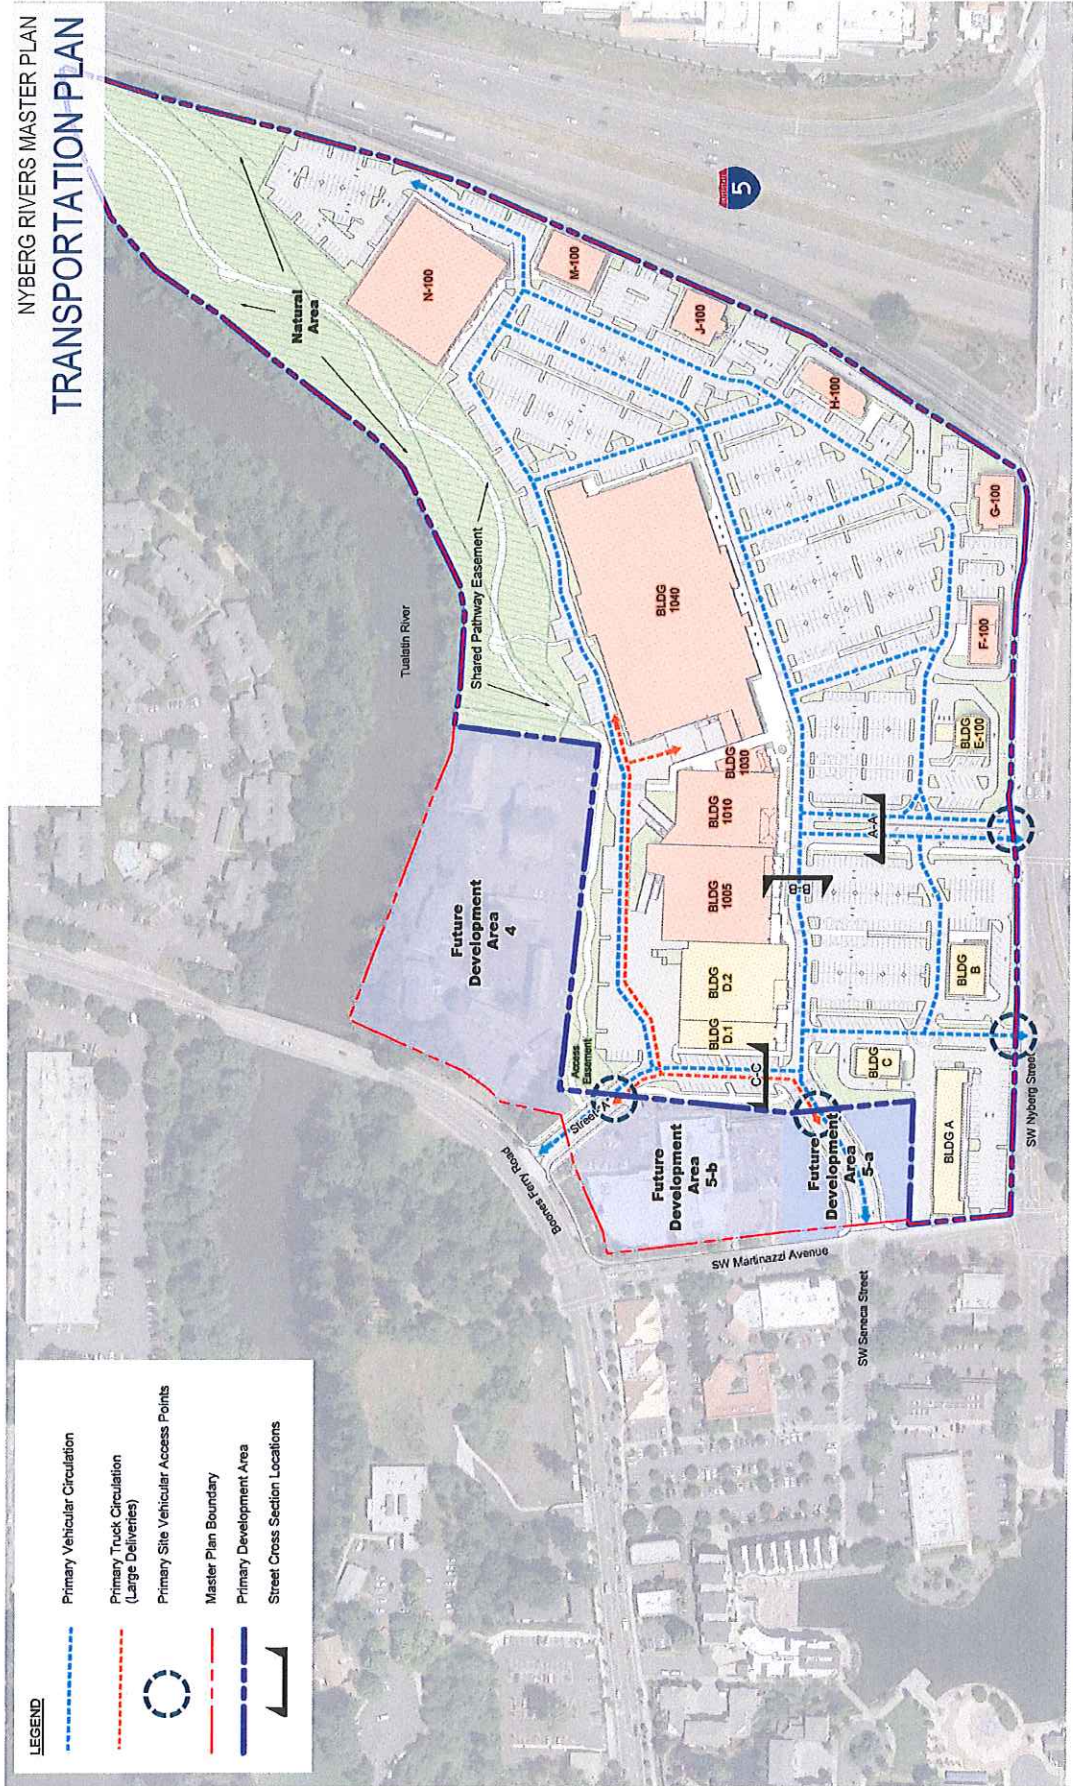 NYBERG RIVERS MASTER PLAN
TRANSPORTATION PLAN
LEGEND
Primary Vehicular Circulation
Primary Truck Circulation
(Large Deliveries)
Primary Site Vehicular Access Points
Master Plan Boundary
Primary Development Area
Street Cross Section Locations
Natural
Area
Tualatin River
Shared Pathway Easement
N-100
M-100
J-100
H-100
G-100
F-100
5
BLDG
1040
BLDG
1030
BLDG
1010
BLDG
1005
BLDG
D.2
BLDG
D.1
BLDG
E-100
BLDG
B
BLDG
C
BLDG A
A-A
B-B
C-C
Future
Development
Area
4
Access
Easement
Street "A"
Boones Ferry Road
Future
Development
Area
5-b
Future
Development
Area
5-a
SW Martinazzi Avenue
SW Seneca Street
SW Nyberg Street